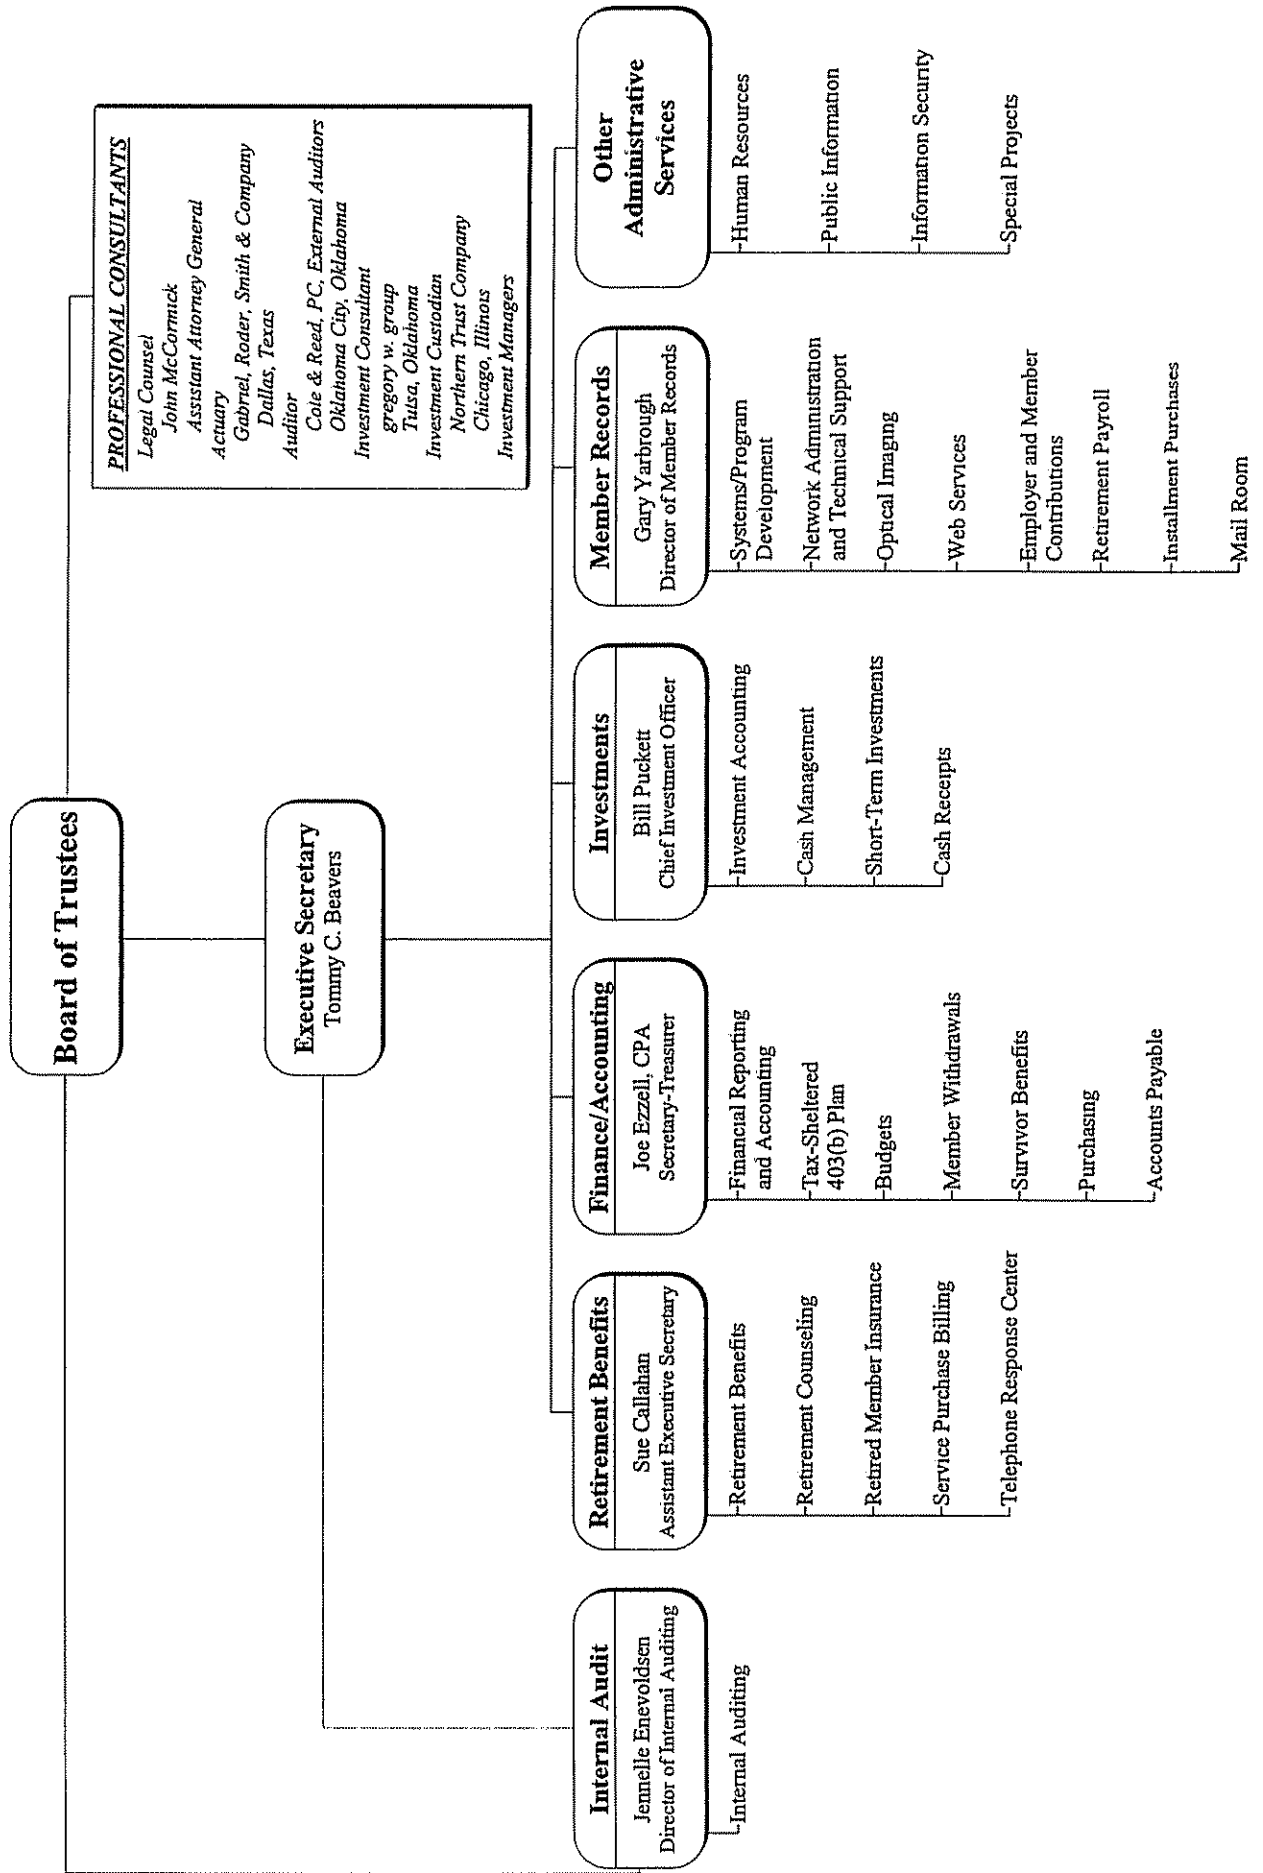 Board of Trustees
PROFESSIONAL CONSULTANTS
Legal Counsel
John McCormick
Assistant Attorney General
Actuary
Gabriel, Roder, Smith & Company
Dallas, Texas
Auditor
Cole & Reed, PC, External Auditors
Oklahoma City, Oklahoma
Investment Consultant
gregory w. group
Tulsa, Oklahoma
Investment Custodian
Northern Trust Company
Chicago, Illinois
Investment Managers
Executive Secretary
Tommy C. Beavers
Internal Audit
Jennelle Enevoldsen
Director of Internal Auditing
Internal Auditing
Retirement Benefits
Sue Callahan
Assistant Executive Secretary
Retirement Benefits
Retirement Counseling
Retired Member Insurance
Service Purchase Billing
Telephone Response Center
Finance/Accounting
Joe Ezzell, CPA
Secretary-Treasurer
Financial Reporting
and Accounting
Tax-Sheltered
403(b) Plan
Budgets
Member Withdrawals
Survivor Benefits
Purchasing
Accounts Payable
Investments
Bill Puckett
Chief Investment Officer
Investment Accounting
Cash Management
Short-Term Investments
Cash Receipts
Member Records
Gary Yarbrough
Director of Member Records
Systems/Program
Development
Network Administration
and Technical Support
Optical Imaging
Web Services
Employer and Member
Contributions
Retirement Payroll
Installment Purchases
Mail Room
Other
Administrative
Services
Human Resources
Public Information
Information Security
Special Projects